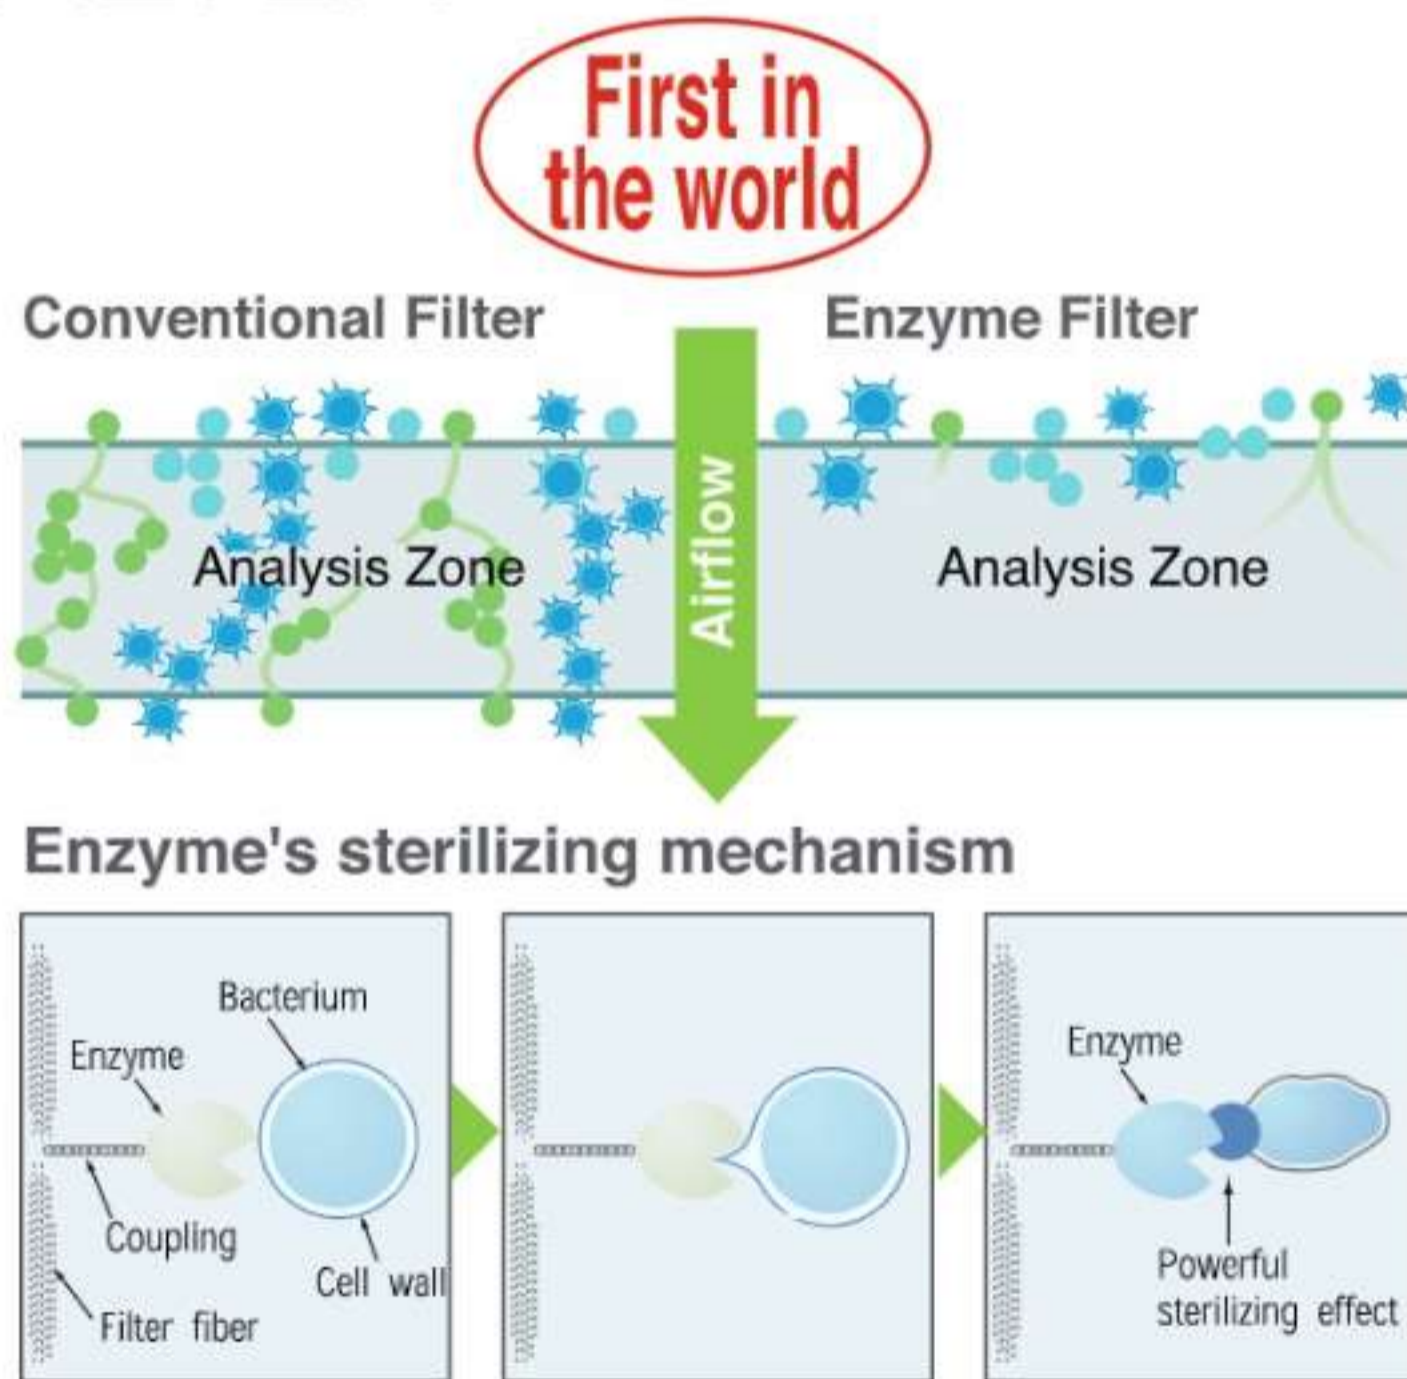 First in
the world
Conventional Filter
Enzyme Filter
Airflow
Analysis Zone
Analysis Zone
Enzyme's sterilizing mechanism
Bacterium
Enzyme
Coupling
Cell wall
Filter fiber
Enzyme
Powerful
sterilizing effect